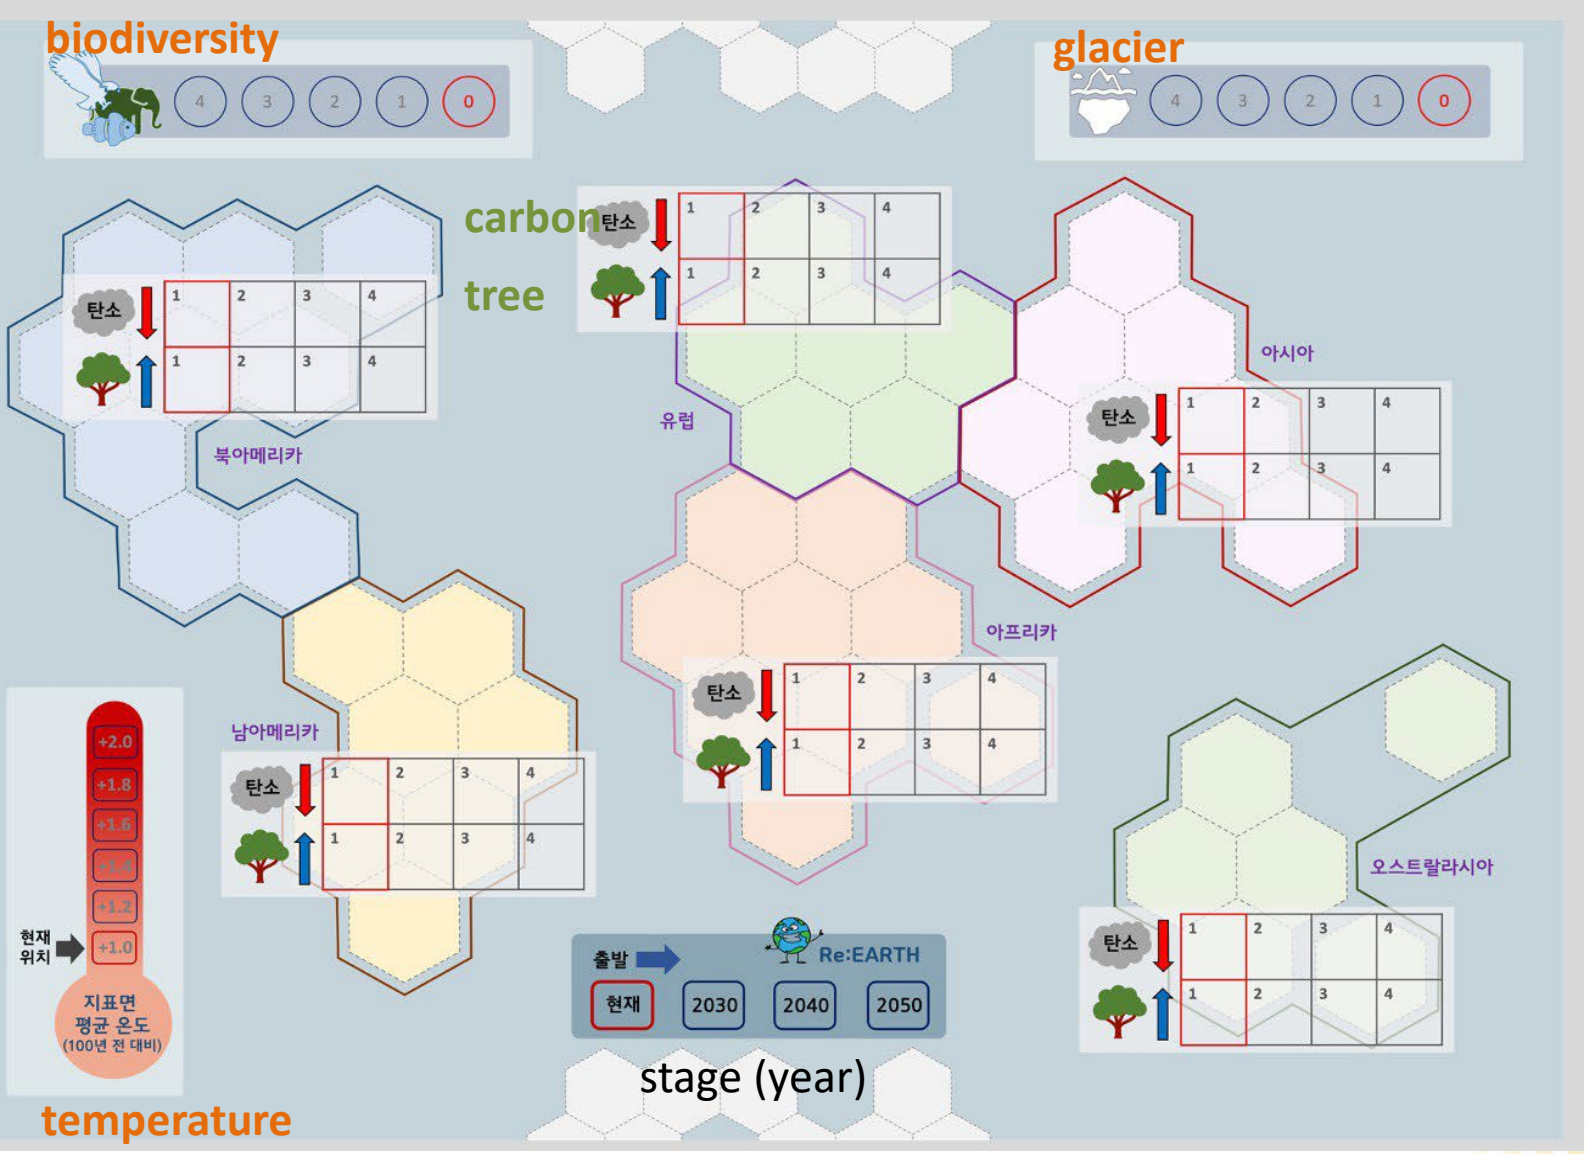 biodiversity
4 3 2 1 0
glacier
4 3 2 1 0
carbon
tree
탄소
1 2 3 4
1 2 3 4
탄소
1 2 3 4
1 2 3 4
북아메리카
유럽
아시아
탄소
1 2 3 4
1 2 3 4
아프리카
탄소
1 2 3 4
1 2 3 4
남아메리카
탄소
1 2 3 4
1 2 3 4
오스트랄라시아
탄소
1 2 3 4
1 2 3 4
+2.0
+1.8
+1.6
+1.4
+1.2
+1.0
현재
위치
지표면
평균 온도
(100년 전 대비)
temperature
출발
Re:EARTH
현재 2030 2040 2050
stage (year)